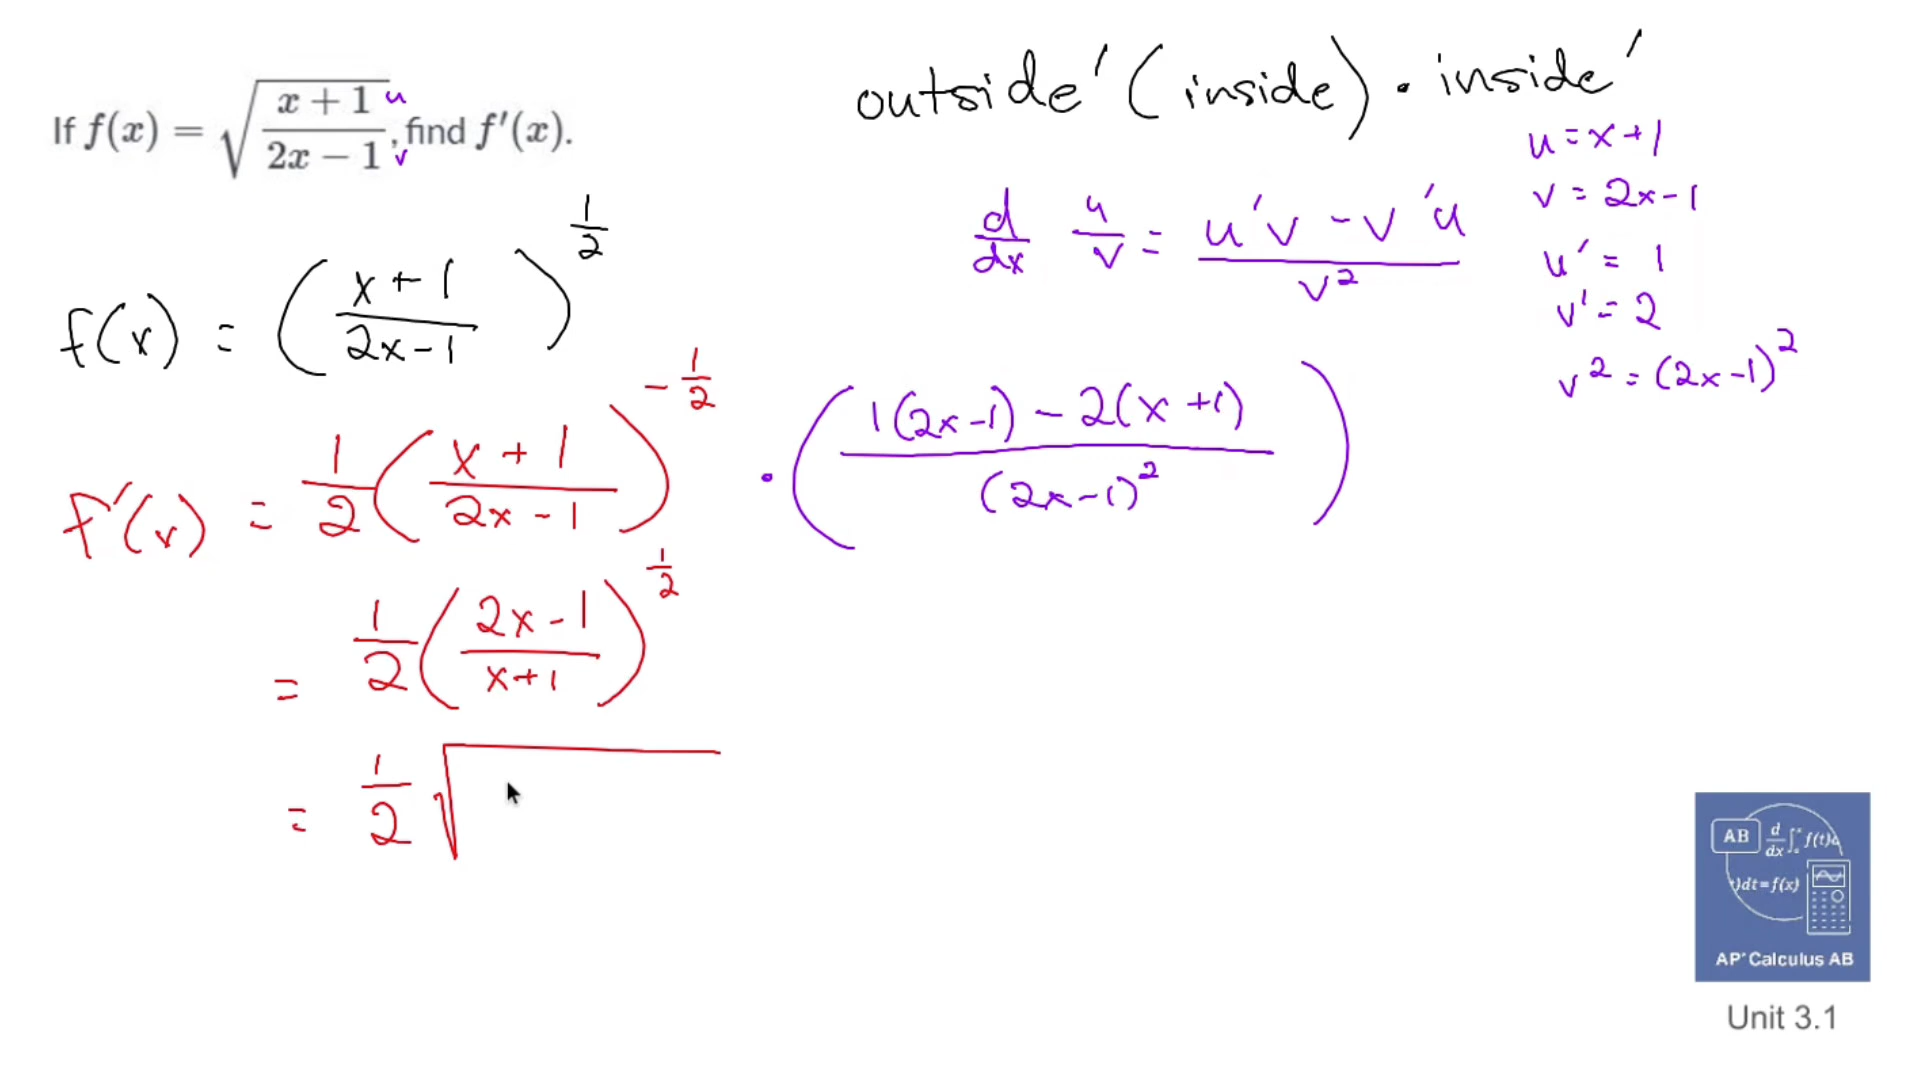 If f(x) = √((x + 1)/(2x − 1)), find f′(x).
u
v
outside′(inside) · inside′
u = x+1
v = 2x-1
d/dx u/v = (u′v - v′u)/v²
u′ = 1
v′ = 2
v² = (2x-1)²
f(x) = ((x+1)/(2x-1))^(1/2)
f′(x) = 1/2((x+1)/(2x-1))^(-1/2) · ((1(2x-1) - 2(x+1))/(2x-1)²)
= 1/2((2x-1)/(x+1))^(1/2)
= 1/2 √
AB d/dx ∫ f(t)d
t)dt=f(x)
AP* Calculus AB
Unit 3.1